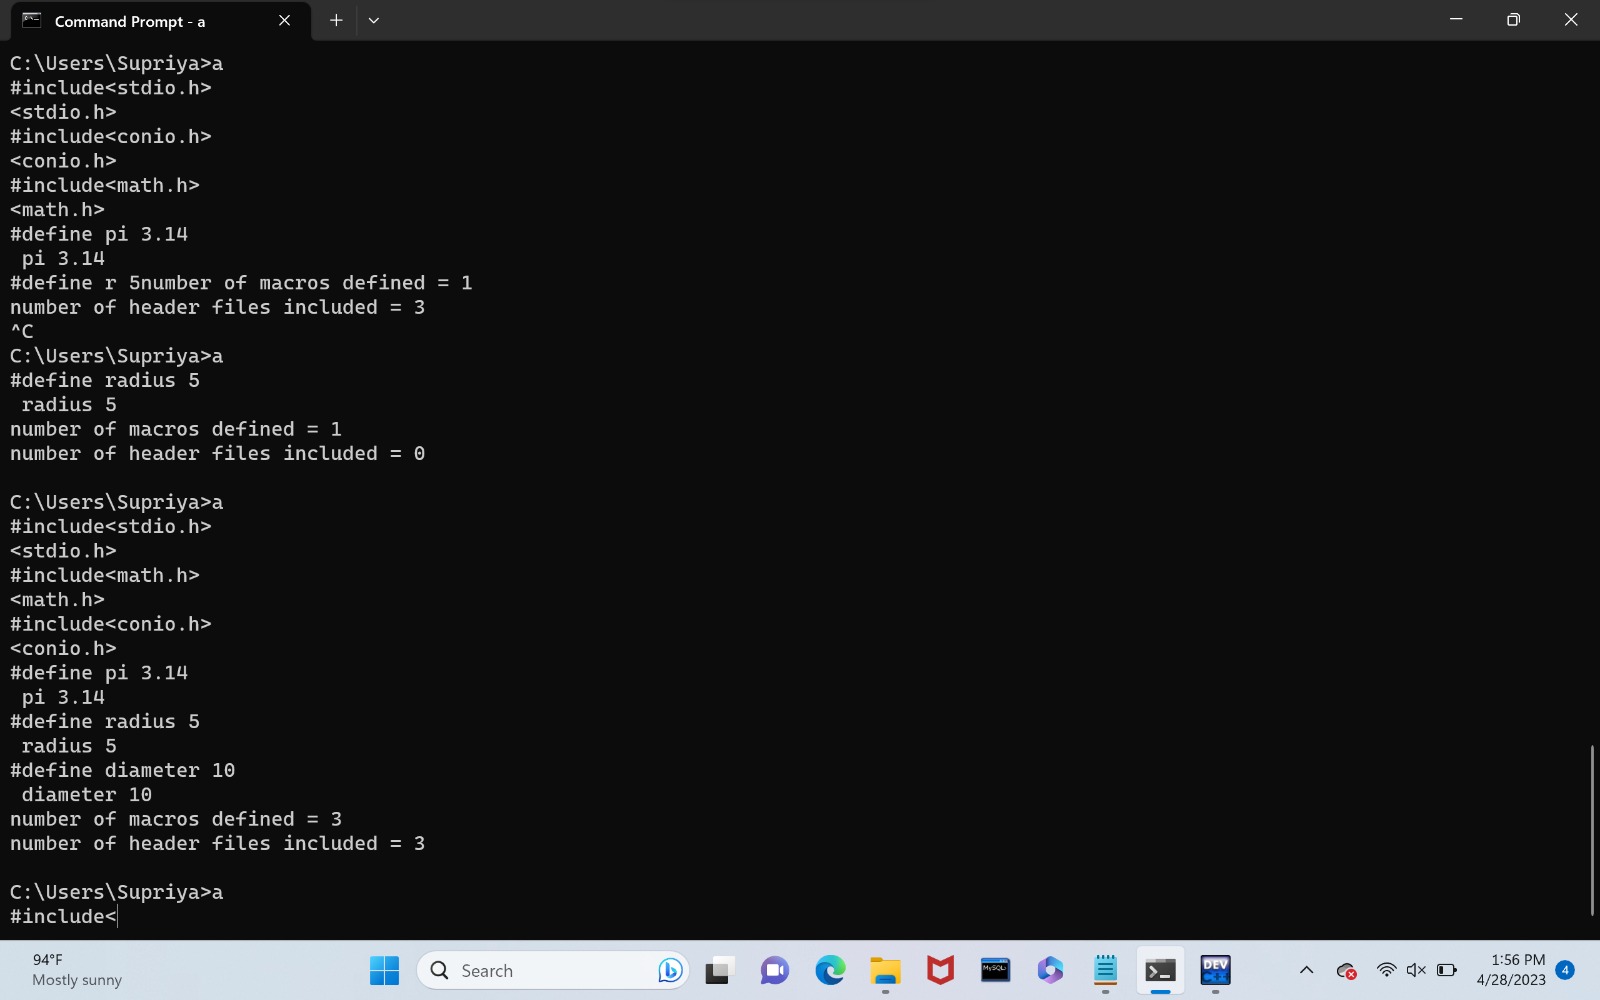 Command Prompt - a
C:\Users\Supriya>a
#include<stdio.h>
<stdio.h>
#include<conio.h>
<conio.h>
#include<math.h>
<math.h>
#define pi 3.14
 pi 3.14
#define r 5number of macros defined = 1
number of header files included = 3
^C
C:\Users\Supriya>a
#define radius 5
 radius 5
number of macros defined = 1
number of header files included = 0
C:\Users\Supriya>a
#include<stdio.h>
<stdio.h>
#include<math.h>
<math.h>
#include<conio.h>
<conio.h>
#define pi 3.14
 pi 3.14
#define radius 5
 radius 5
#define diameter 10
 diameter 10
number of macros defined = 3
number of header files included = 3
C:\Users\Supriya>a
#include<
94°F
Mostly sunny
Search
MySQL
DEV
1:56 PM
4/28/2023
4